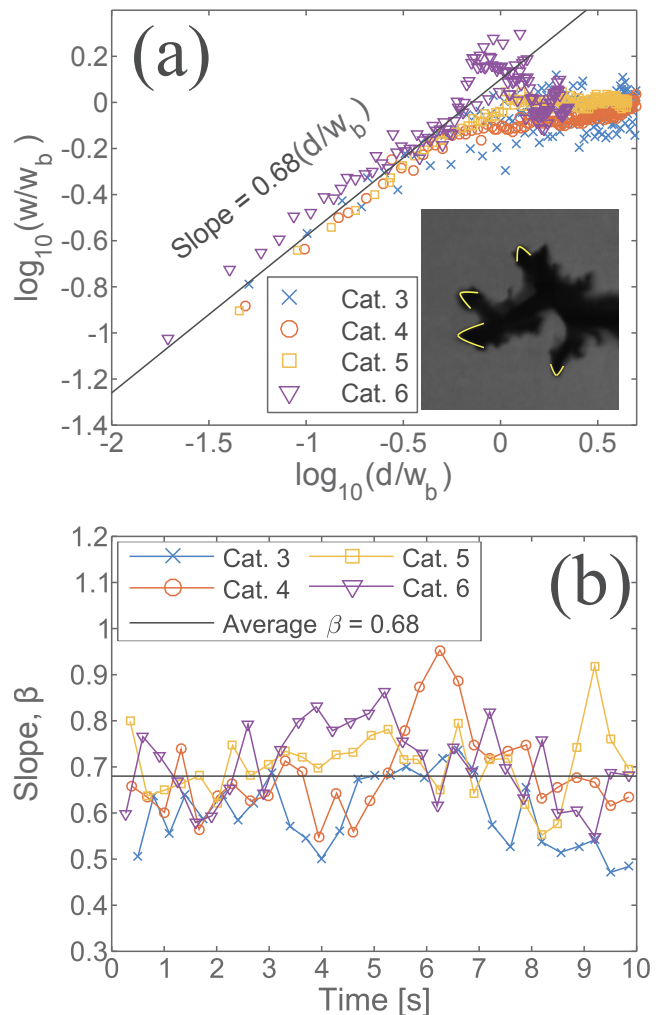 (a)
0.2
0
-0.2
-0.4
-0.6
-0.8
-1
-1.2
-1.4
log10(w/wb)
Slope = 0.68(d/wb)
Cat. 3
Cat. 4
Cat. 5
Cat. 6
-2 -1.5 -1 -0.5 0 0.5
log10(d/wb)
(b)
1.2
1.1
1
0.9
0.8
0.7
0.6
0.5
0.4
0.3
Slope, β
Cat. 3 Cat. 5
Cat. 4 Cat. 6
Average β = 0.68
0 1 2 3 4 5 6 7 8 9 10
Time [s]